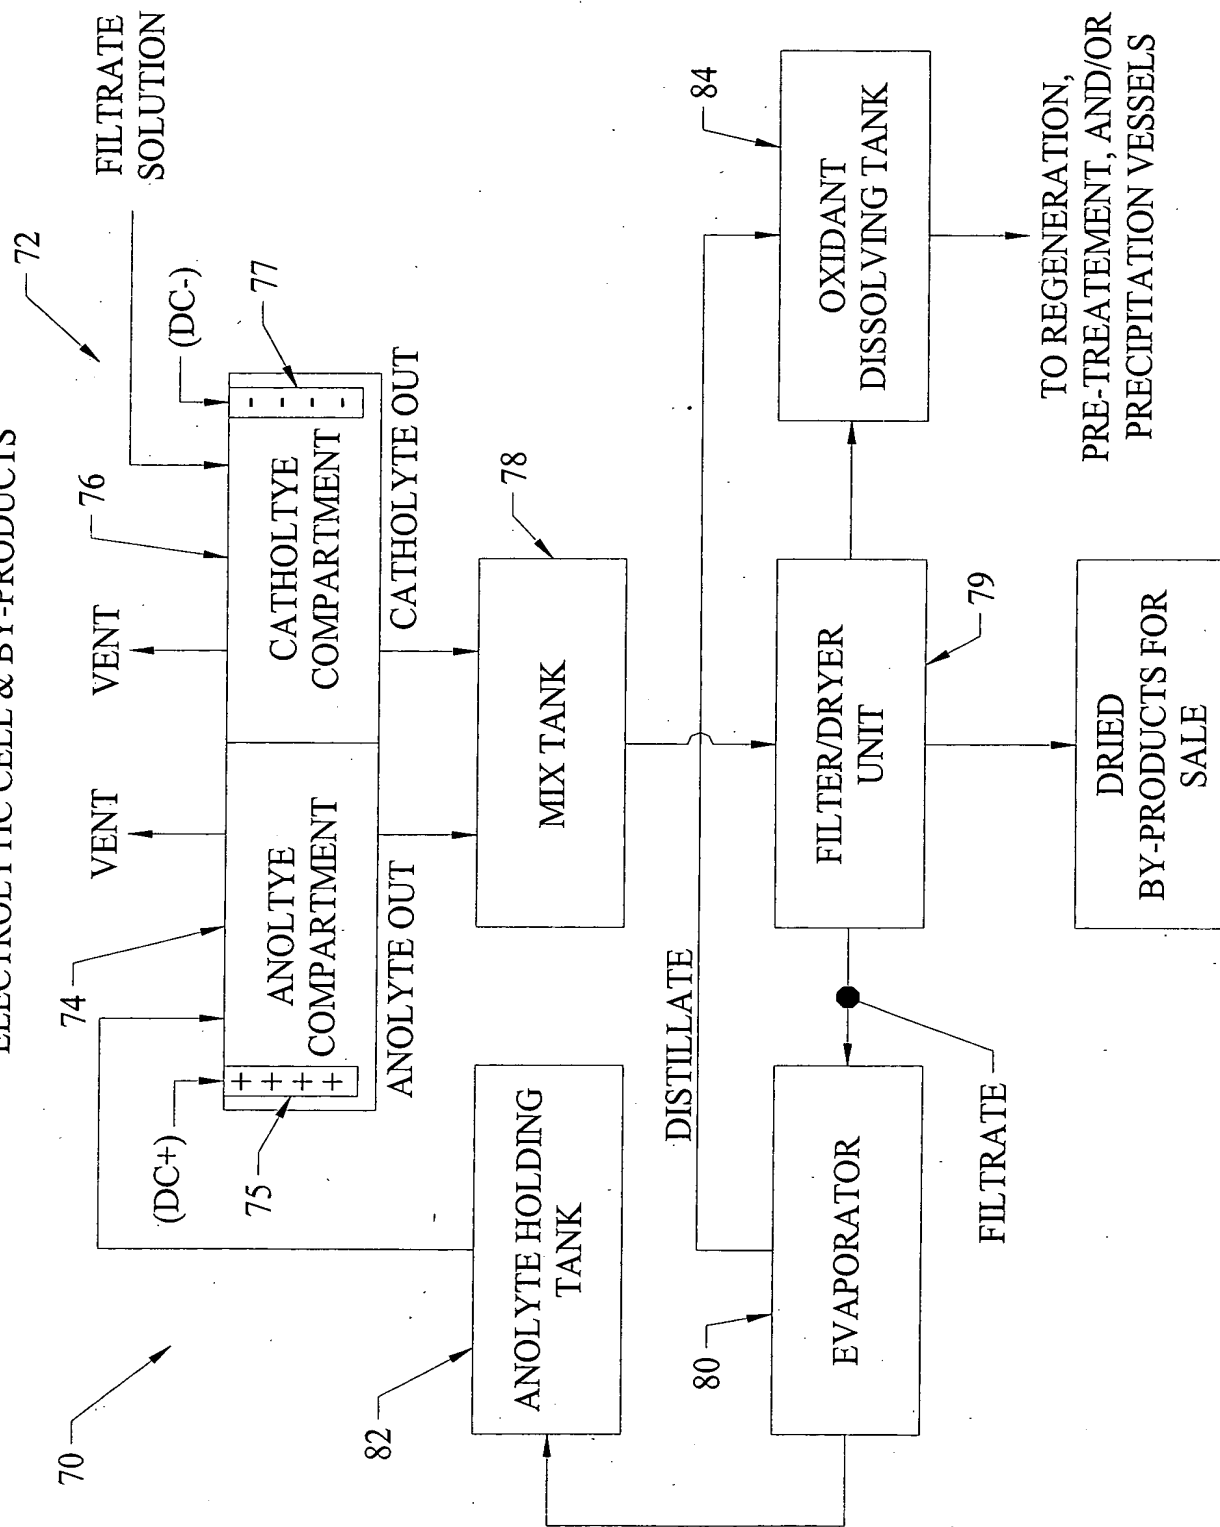 ELECTROLYTIC CELL & BY-PRODUCTS
70
72
FILTRATE
SOLUTION
VENT
VENT
74
76
(DC+)
(DC-)
75
77
+ + + +
- - - -
ANOLTYE
COMPARTMENT
CATHOLTYE
COMPARTMENT
ANOLYTE OUT
CATHOLYTE OUT
82
ANOLYTE HOLDING
TANK
MIX TANK
78
DISTILLATE
80
EVAPORATOR
FILTRATE
FILTER/DRYER
UNIT
79
84
OXIDANT
DISSOLVING TANK
DRIED
BY-PRODUCTS FOR
SALE
TO REGENERATION,
PRE-TREATEMENT, AND/OR
PRECIPITATION VESSELS